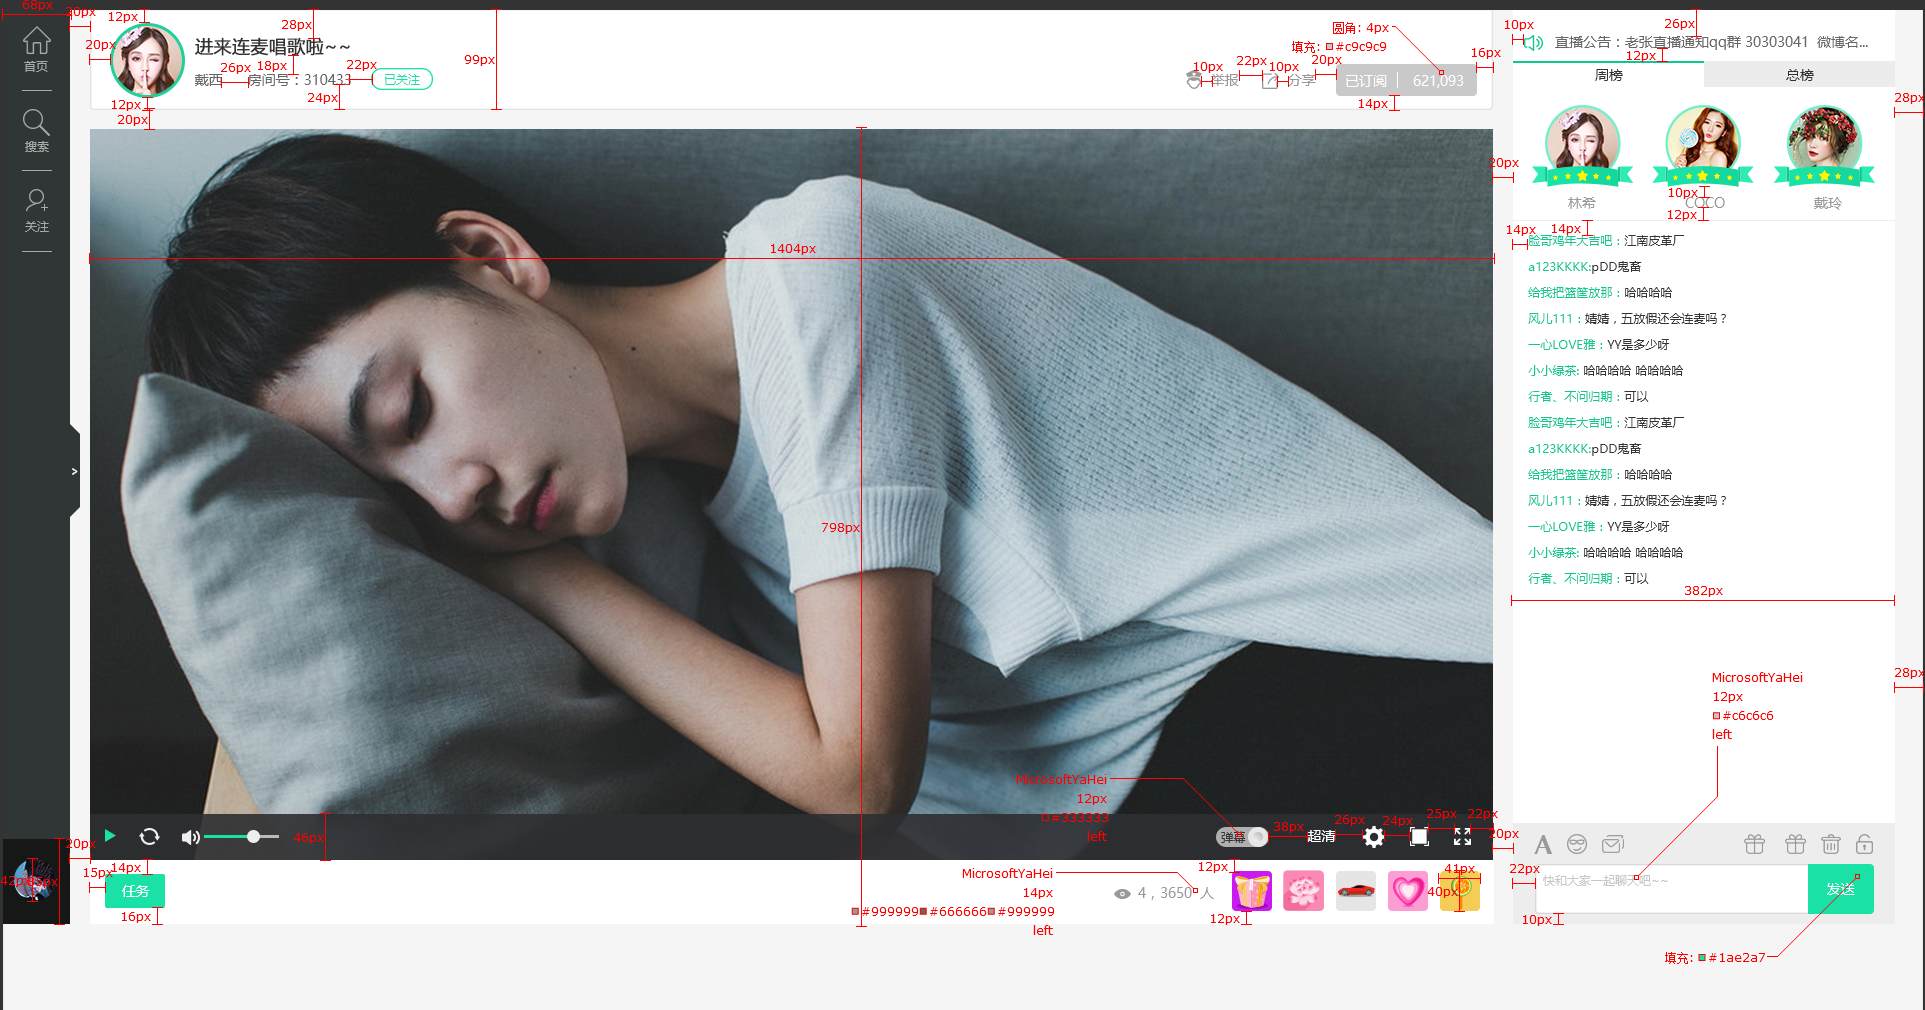 68px
20px
12px
28px
首页
搜索
关注
>
20px
进来连麦唱歌啦~~
戴西
26px
房间号：310433
18px
22px
已关注
24px
12px
20px
99px
圆角: 4px
填充: #c9c9c9
10px
举报
22px
10px
分享
20px
已订阅
621,093
16px
14px
10px
直播公告：老张直播通知qq群 30303041 微博名...
26px
12px
周榜
总榜
28px
20px
林希
COCO
戴玲
10px
12px
14px
14px
脸哥鸡年大吉吧：江南皮革厂
a123KKKK:pDD鬼畜
给我把篮筐放那：哈哈哈哈
风儿111：婧婧，五放假还会连麦吗？
一心LOVE雅：YY是多少呀
小小绿茶: 哈哈哈哈 哈哈哈哈
行者、不问归期：可以
脸哥鸡年大吉吧：江南皮革厂
a123KKKK:pDD鬼畜
给我把篮筐放那：哈哈哈哈
风儿111：婧婧，五放假还会连麦吗？
一心LOVE雅：YY是多少呀
小小绿茶: 哈哈哈哈 哈哈哈哈
行者、不问归期：可以
382px
1404px
798px
28px
MicrosoftYaHei
12px
#c6c6c6
left
MicrosoftYaHei
12px
#333333
left
46px
弹幕
38px
超清
26px
24px
25px
22px
20px
20px
42px
15px
14px
任务
16px
MicrosoftYaHei
14px
#999999 #666666 #999999
left
4，3650 人
12px
12px
41px
40px
A
22px
快和大家一起聊天吧~~
发送
10px
填充: #1ae2a7